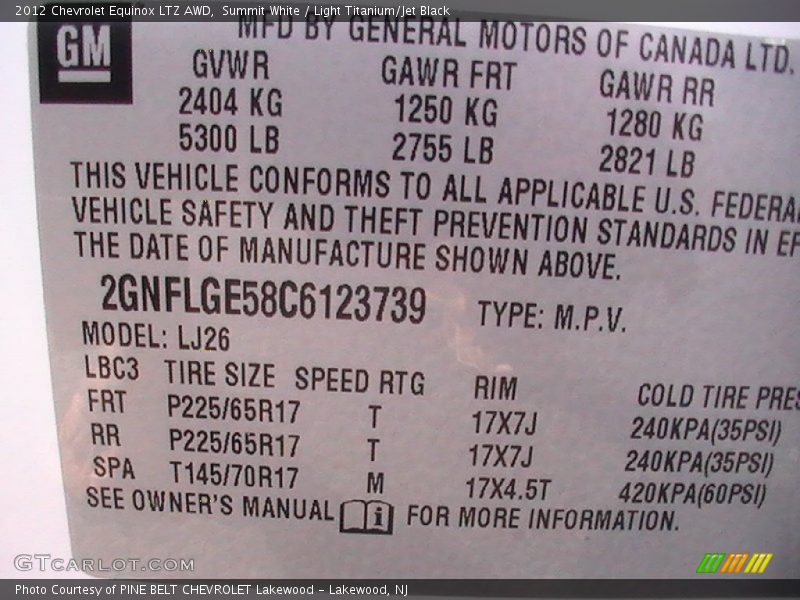 2012 Chevrolet Equinox LTZ AWD, Summit White / Light Titanium/Jet Black
GM
MFD BY GENERAL MOTORS OF CANADA LTD.
GVWR GAWR FRT GAWR RR
2404 KG 1250 KG 1280 KG
5300 LB 2755 LB 2821 LB
THIS VEHICLE CONFORMS TO ALL APPLICABLE U.S. FEDERA
VEHICLE SAFETY AND THEFT PREVENTION STANDARDS IN EF
THE DATE OF MANUFACTURE SHOWN ABOVE.
2GNFLGE58C6123739 TYPE: M.P.V.
MODEL: LJ26
LBC3 TIRE SIZE SPEED RTG RIM COLD TIRE PRES
FRT P225/65R17 T 17X7J 240KPA(35PSI)
RR P225/65R17 T 17X7J 240KPA(35PSI)
SPA T145/70R17 M 17X4.5T 420KPA(60PSI)
SEE OWNER'S MANUAL i FOR MORE INFORMATION.
GTCARLOT.COM
Photo Courtesy of PINE BELT CHEVROLET Lakewood - Lakewood, NJ